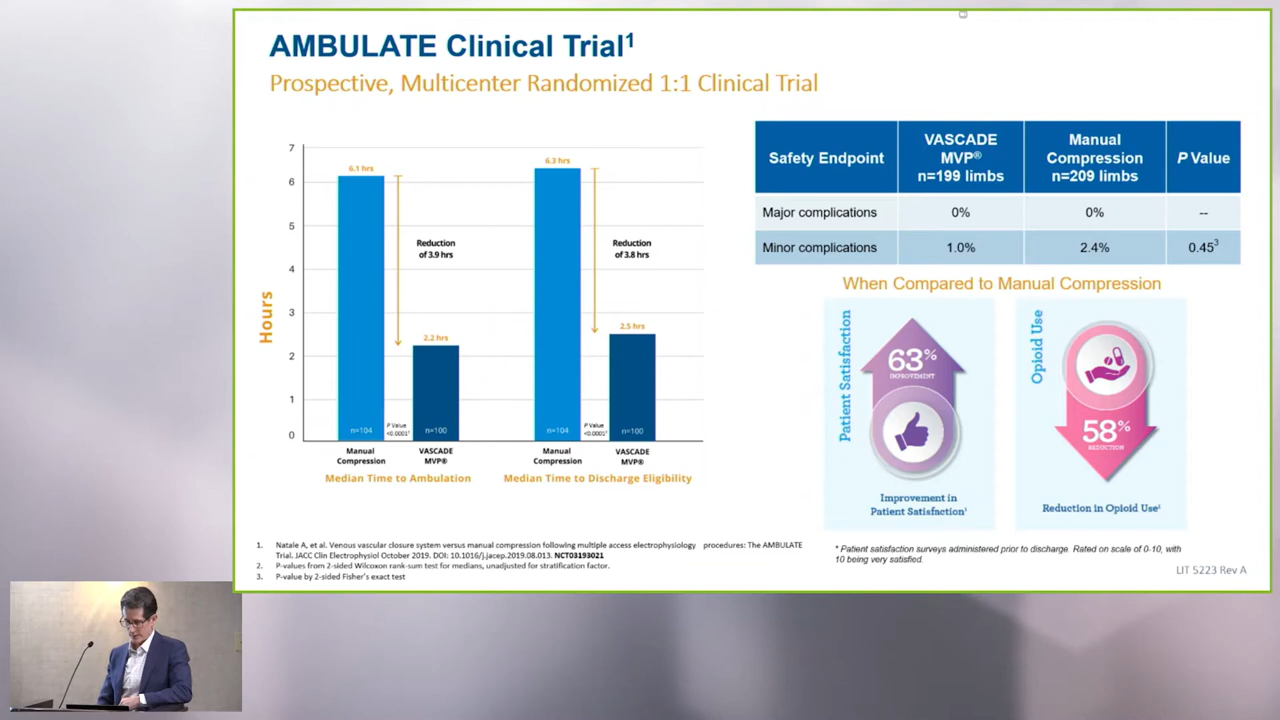 AMBULATE Clinical Trial1
Prospective, Multicenter Randomized 1:1 Clinical Trial
Hours
7
6
5
4
3
2
1
0
6.1 hrs
Reduction
of 3.9 hrs
2.2 hrs
n=104
P Value
<0.0001²
n=100
Manual
Compression
VASCADE
MVP®
Median Time to Ambulation
6.3 hrs
Reduction
of 3.8 hrs
2.5 hrs
n=104
P Value
<0.0001²
n=100
Manual
Compression
VASCADE
MVP®
Median Time to Discharge Eligibility
Safety Endpoint
VASCADE
MVP®
n=199 limbs
Manual
Compression
n=209 limbs
P Value
Major complications 0% 0% --
Minor complications 1.0% 2.4% 0.45³
When Compared to Manual Compression
Patient Satisfaction
63%
IMPROVEMENT
Improvement in
Patient Satisfaction¹
Opioid Use
58%
REDUCTION
Reduction in Opioid Use¹
1. Natale A, et al. Venous vascular closure system versus manual compression following multiple access electrophysiology procedures: The AMBULATE
Trial. JACC Clin Electrophysiol October 2019. DOI: 10.1016/j.jacep.2019.08.013. NCT03193021
2. P-values from 2-sided Wilcoxon rank-sum test for medians, unadjusted for stratification factor.
3. P-value by 2-sided Fisher's exact test
* Patient satisfaction surveys administered prior to discharge. Rated on scale of 0-10, with
10 being very satisfied.
LIT 5223 Rev A